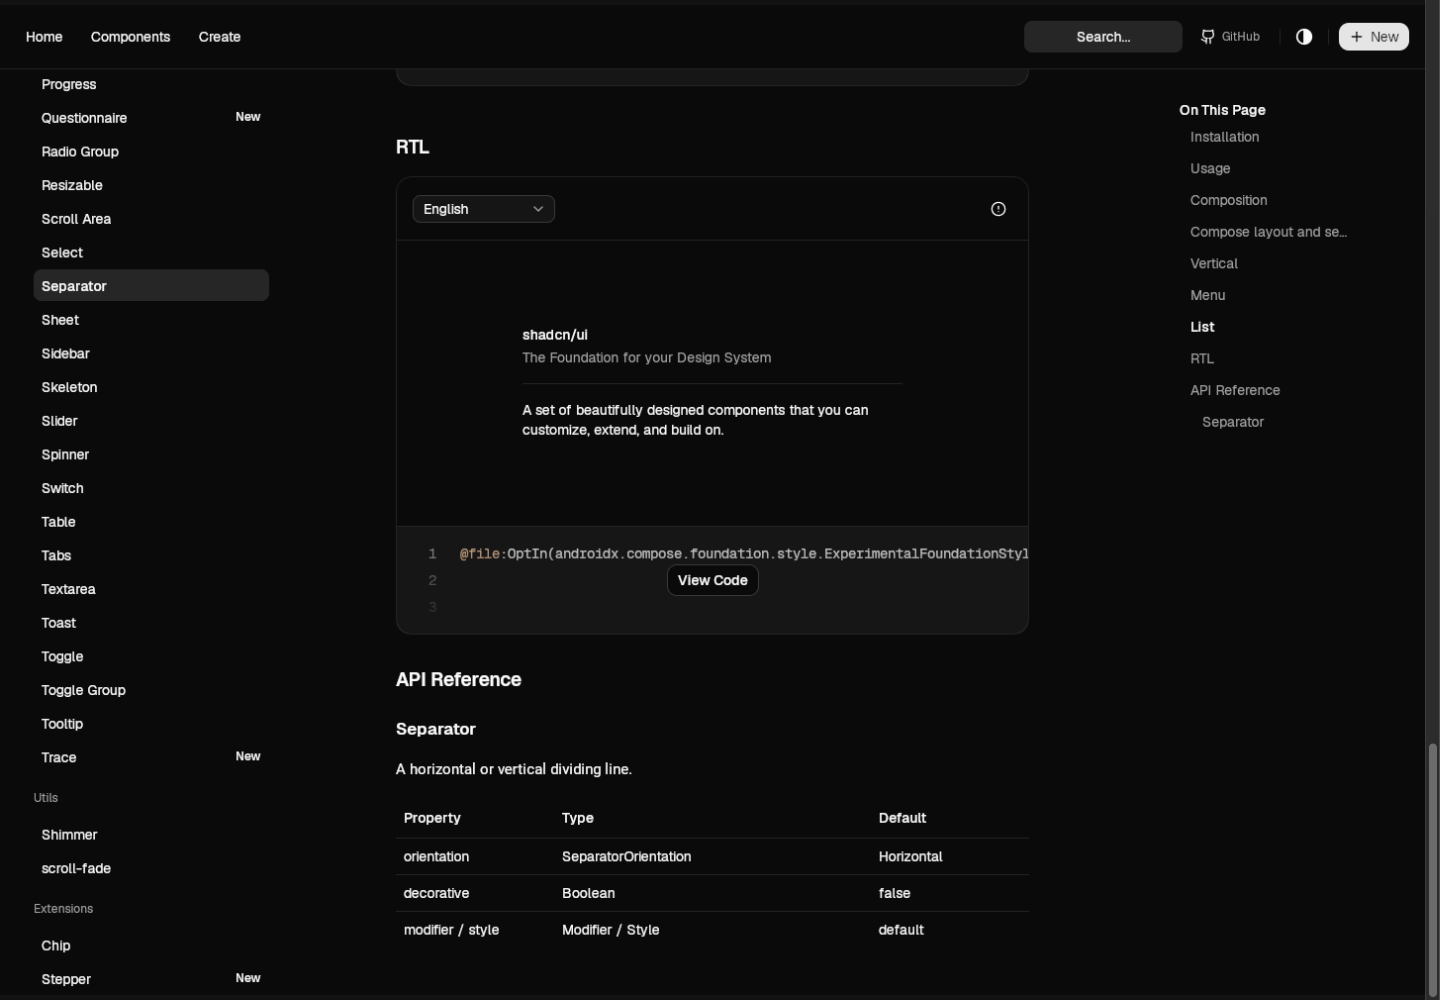 Home
Components
Create
Search...
GitHub
New
Progress
Questionnaire
New
Radio Group
Resizable
Scroll Area
Select
Separator
Sheet
Sidebar
Skeleton
Slider
Spinner
Switch
Table
Tabs
Textarea
Toast
Toggle
Toggle Group
Tooltip
Trace
New
Utils
Shimmer
scroll-fade
Extensions
Chip
Stepper
New
RTL
English
shadcn/ui
The Foundation for your Design System
A set of beautifully designed components that you can
customize, extend, and build on.
1 @file:OptIn(androidx.compose.foundation.style.ExperimentalFoundationStyl
2
View Code
3
API Reference
Separator
A horizontal or vertical dividing line.
Property Type Default
orientation SeparatorOrientation Horizontal
decorative Boolean false
modifier / style Modifier / Style default
On This Page
Installation
Usage
Composition
Compose layout and se...
Vertical
Menu
List
RTL
API Reference
Separator